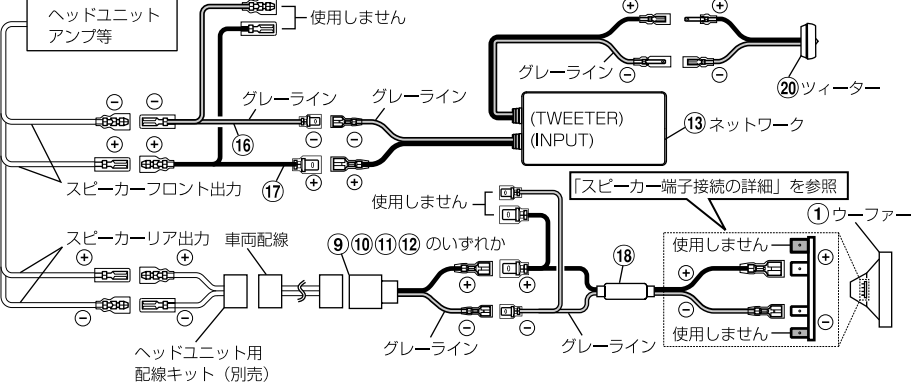 ヘッドユニット
アンプ等
使用しません
+
+
グレーライン
−
−
⑳ツィーター
−
−
グレーライン
グレーライン
(TWEETER)
(INPUT)
⑬ネットワーク
⑯
−
−
+
+
スピーカーフロント出力
⑰
+
+
使用しません
「スピーカー端子接続の詳細」を参照
①ウーファー
スピーカーリア出力
車両配線
⑨⑩⑪⑫のいずれか
⑱
使用しません
+
+
+
+
+
+
−
−
グレーライン
−
−
グレーライン
−
−
使用しません
ヘッドユニット用
配線キット（別売）